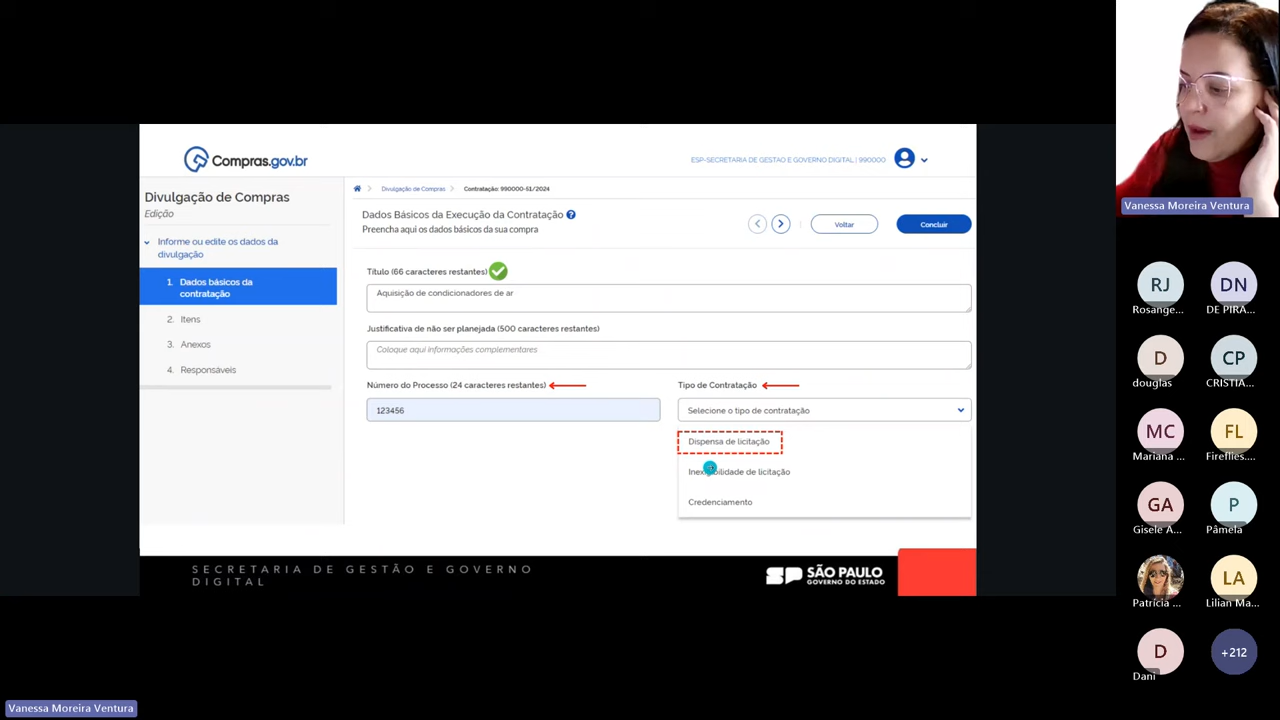 Compras.gov.br
ESP-SECRETARIA DE GESTAO E GOVERNO DIGITAL | 990000
Divulgação de Compras
Edição
Informe ou edite os dados da
divulgação
1. Dados básicos da
contratação
2. Itens
3. Anexos
4. Responsáveis
Divulgação de Compras
Contratação: 990000-51/2024
Dados Básicos da Execução da Contratação
Preencha aqui os dados básicos da sua compra
Voltar
Concluir
Título (66 caracteres restantes)
Aquisição de condicionadores de ar
Justificativa de não ser planejada (500 caracteres restantes)
Coloque aqui informações complementares
Número do Processo (24 caracteres restantes)
123456
Tipo de Contratação
Selecione o tipo de contratação
Dispensa de licitação
Inexigibilidade de licitação
Credenciamento
SECRETARIA DE GESTÃO E GOVERNO
DIGITAL
SP SÃO PAULO
GOVERNO DO ESTADO
Vanessa Moreira Ventura
RJ
Rosange...
DN
DE PIRA...
D
douglas
CP
CRISTIA...
MC
Mariana ...
FL
Fireflies....
GA
Gisele A...
P
Pâmela
Patrícia ...
LA
Lilian Ma...
D
Dani
+212
Vanessa Moreira Ventura